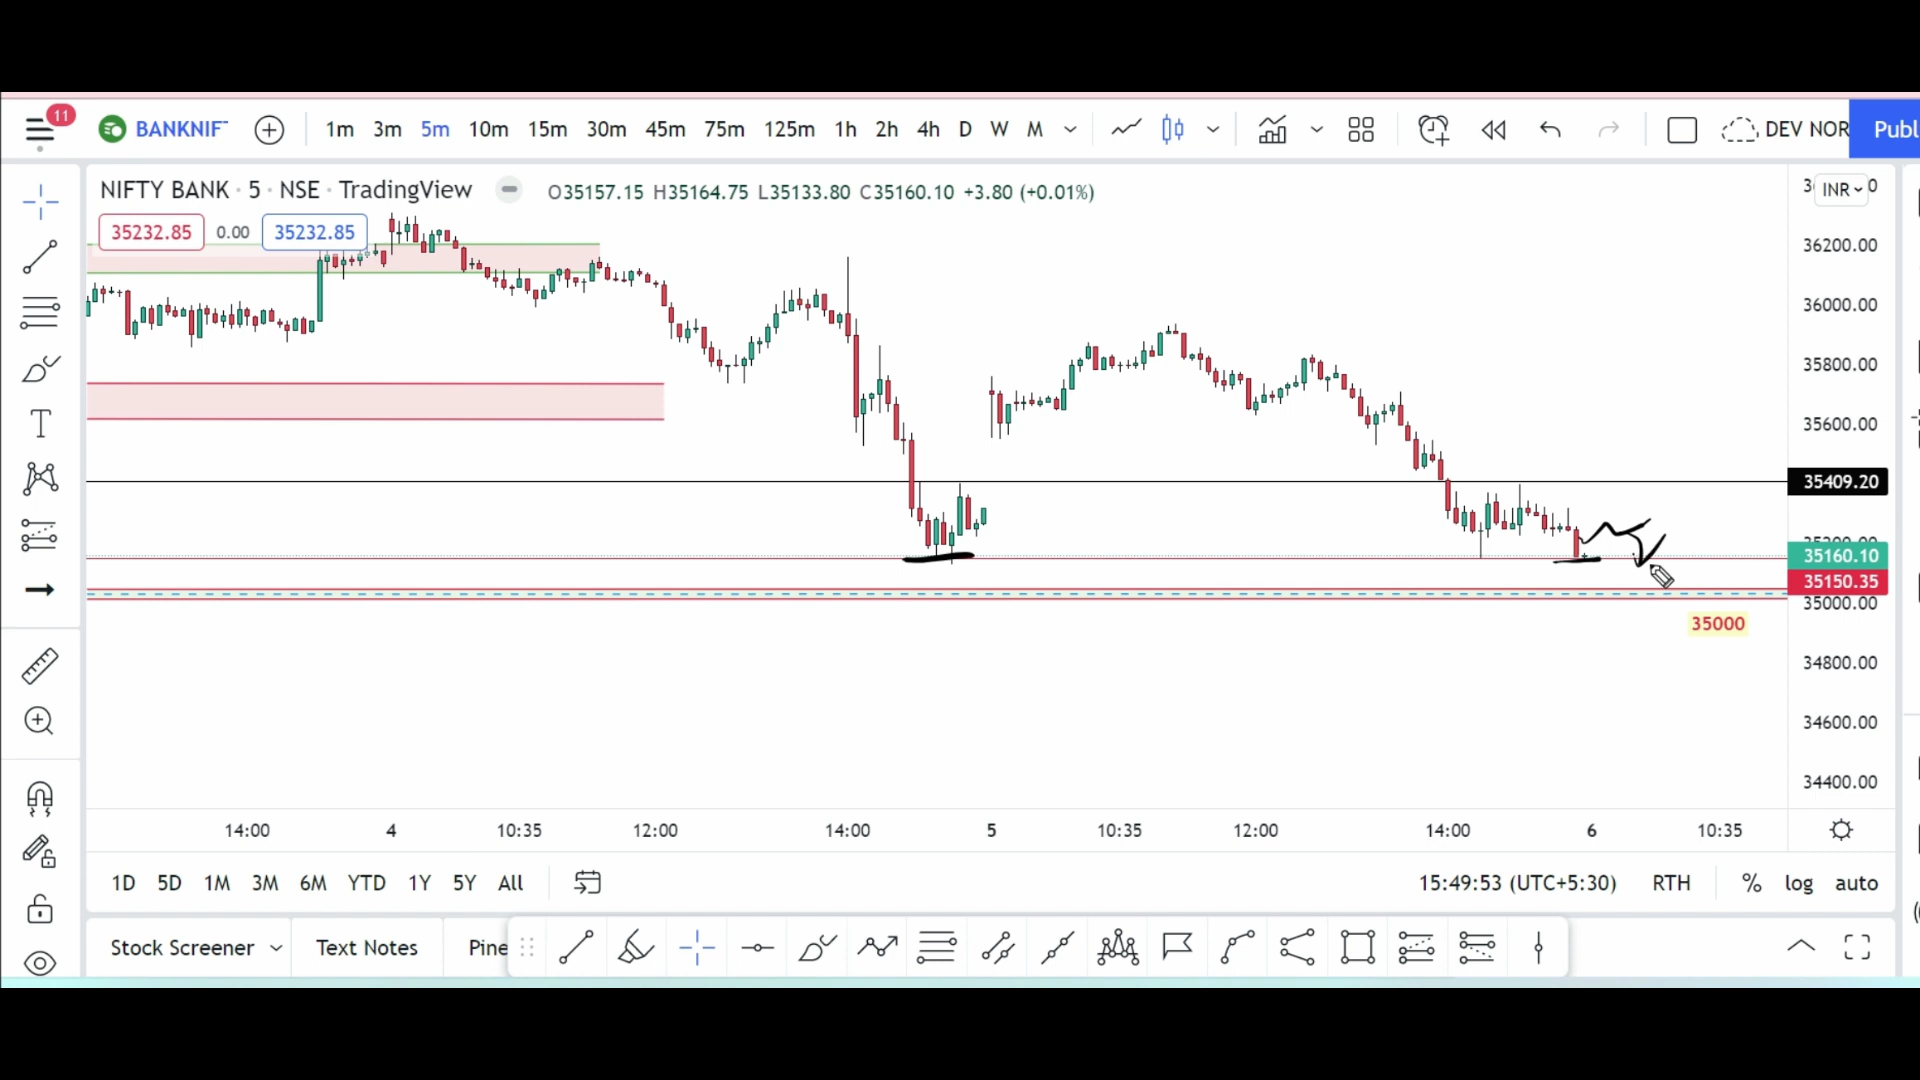 11
BANKNIF
1m 3m 5m 10m 15m 30m 45m 75m 125m 1h 2h 4h D W M
DEV NOR
Publ
NIFTY BANK · 5 · NSE · TradingView
O35157.15 H35164.75 L35133.80 C35160.10 +3.80 (+0.01%)
INR
35232.85 0.00 35232.85
36200.00
36000.00
35800.00
35600.00
35409.20
35160.10
35150.35
35000.00
35000
34800.00
34600.00
34400.00
14:00 4 10:35 12:00 14:00 5 10:35 12:00 14:00 6 10:35
1D 5D 1M 3M 6M YTD 1Y 5Y All
15:49:53 (UTC+5:30) RTH % log auto
Stock Screener Text Notes Pine